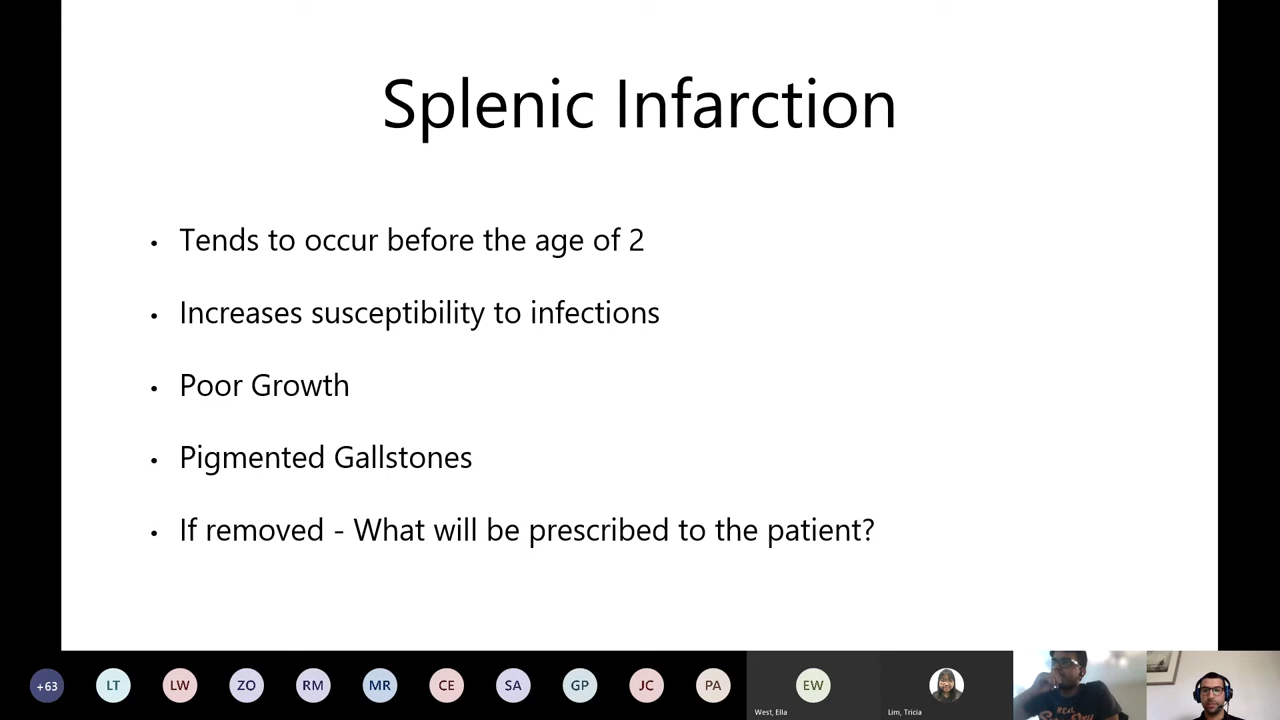 Splenic Infarction
• Tends to occur before the age of 2
• Increases susceptibility to infections
• Poor Growth
• Pigmented Gallstones
• If removed - What will be prescribed to the patient?
+63 LT LW ZO RM MR CE SA GP JC PA EW
West, Ella
Lim, Tricia
REAL